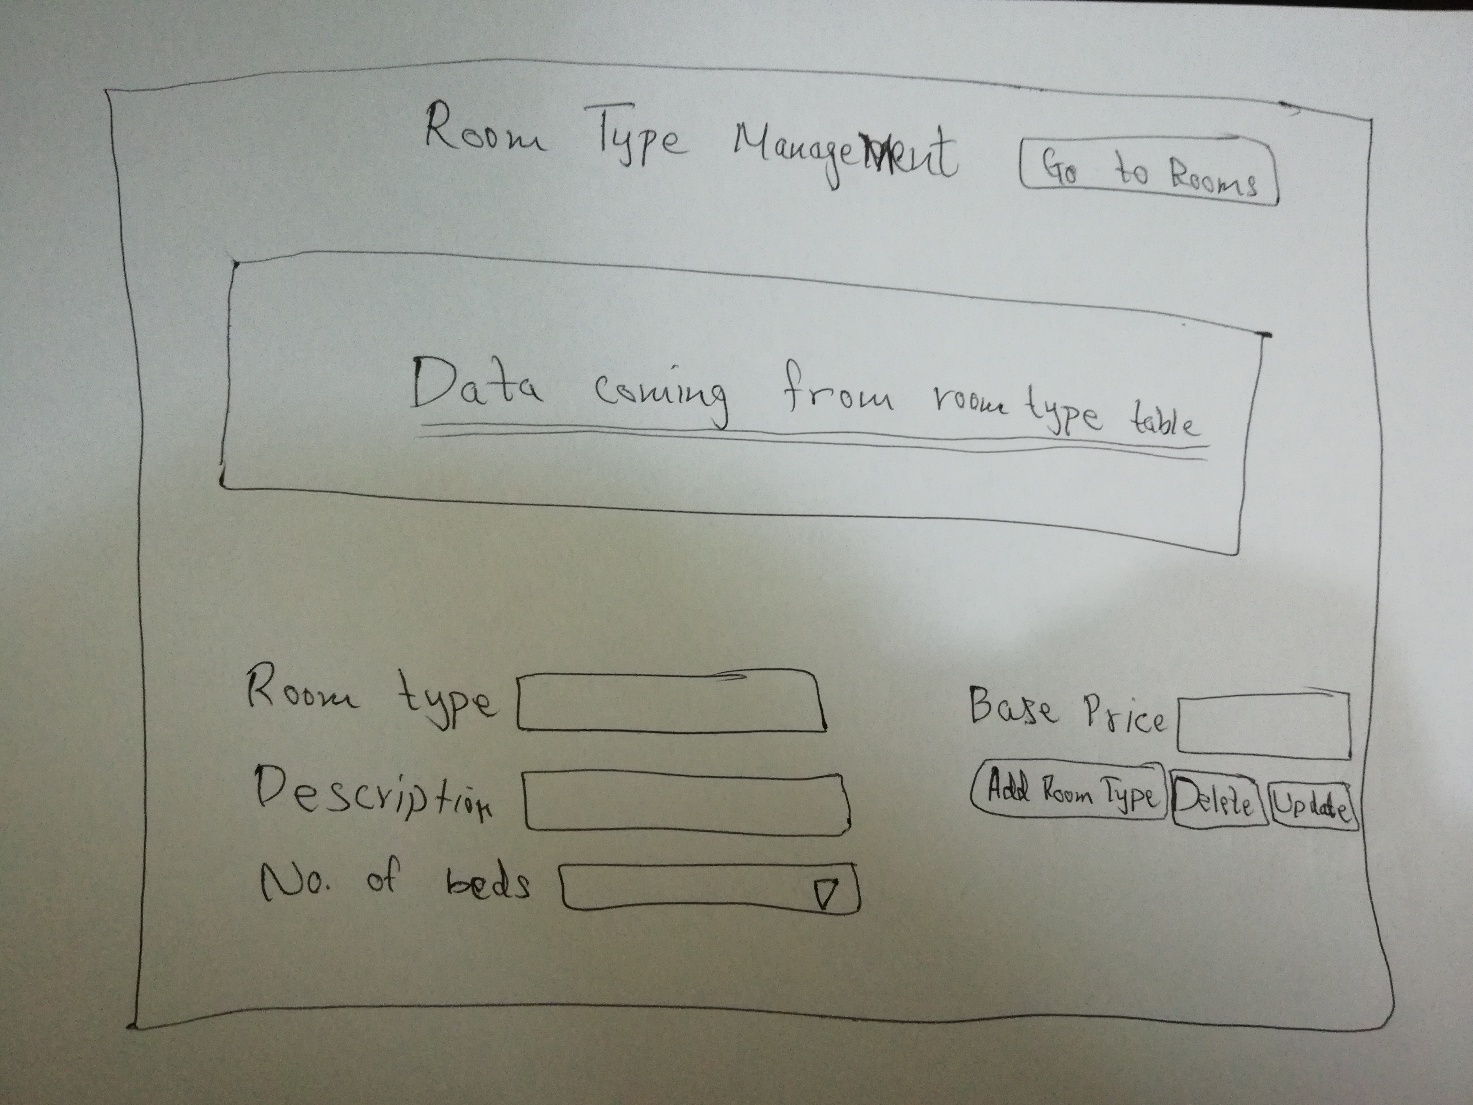 Room Type Management
Go to Rooms
Data coming from room type table
Room type
Base Price
Description
Add Room Type
Delete
Update
No. of beds